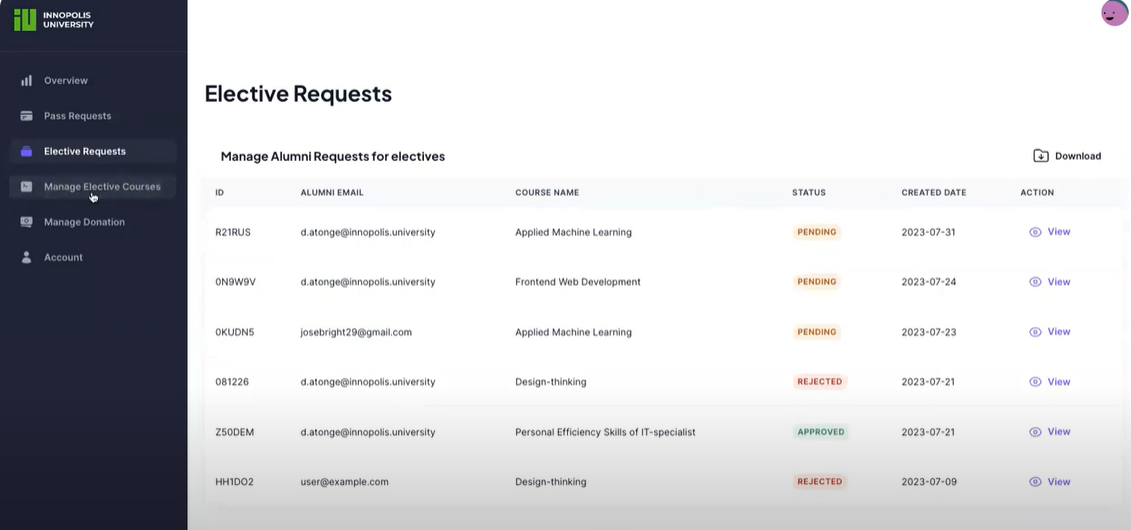 INNOPOLIS
UNIVERSITY
Overview
Pass Requests
Elective Requests
Manage Elective Courses
Manage Donation
Account
Elective Requests
Manage Alumni Requests for electives
Download
ID ALUMNI EMAIL COURSE NAME STATUS CREATED DATE ACTION
R21RUS d.atonge@innopolis.university Applied Machine Learning PENDING 2023-07-31 View
0N9W9V d.atonge@innopolis.university Frontend Web Development PENDING 2023-07-24 View
0KUDN5 josebright29@gmail.com Applied Machine Learning PENDING 2023-07-23 View
081226 d.atonge@innopolis.university Design-thinking REJECTED 2023-07-21 View
Z50DEM d.atonge@innopolis.university Personal Efficiency Skills of IT-specialist APPROVED 2023-07-21 View
HH1DO2 user@example.com Design-thinking REJECTED 2023-07-09 View